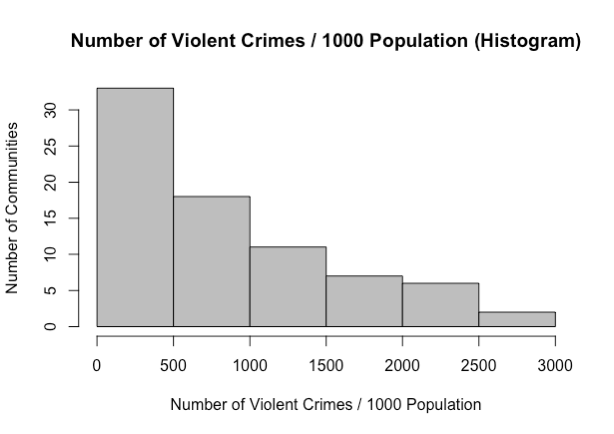 Number of Violent Crimes / 1000 Population (Histogram)
Number of Communities
30
25
20
15
10
5
0
0 500 1000 1500 2000 2500 3000
Number of Violent Crimes / 1000 Population